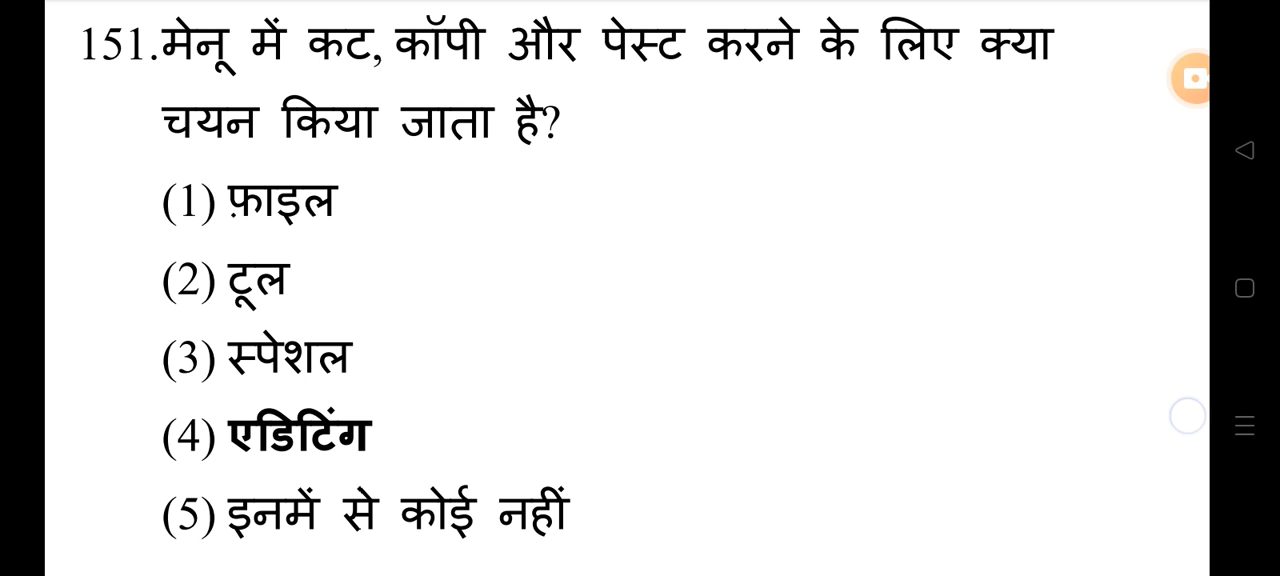 151.मेनू में कट, कॉपी और पेस्ट करने के लिए क्या
चयन किया जाता है?
(1) फ़ाइल
(2) टूल
(3) स्पेशल
(4) एडिटिंग
(5) इनमें से कोई नहीं